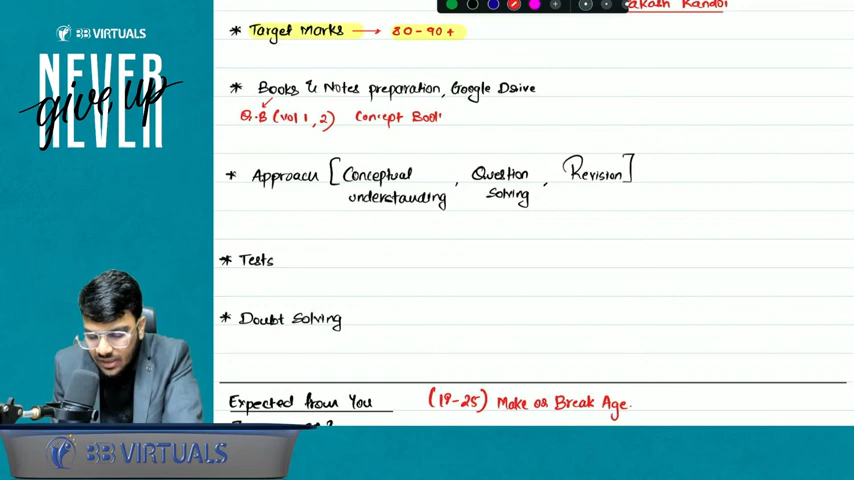 BB VIRTUALS
NEVER
give up
NEVER
akash Kandoi
* Target Marks → 80-90+
* Books & Notes preparation, Google Drive
Q.B (vol 1, 2) Concept Book
* Approach [Conceptual understanding, Question Solving, Revision]
* Tests
* Doubt Solving
Expected from You (19-25) Make or Break Age.
BB VIRTUALS